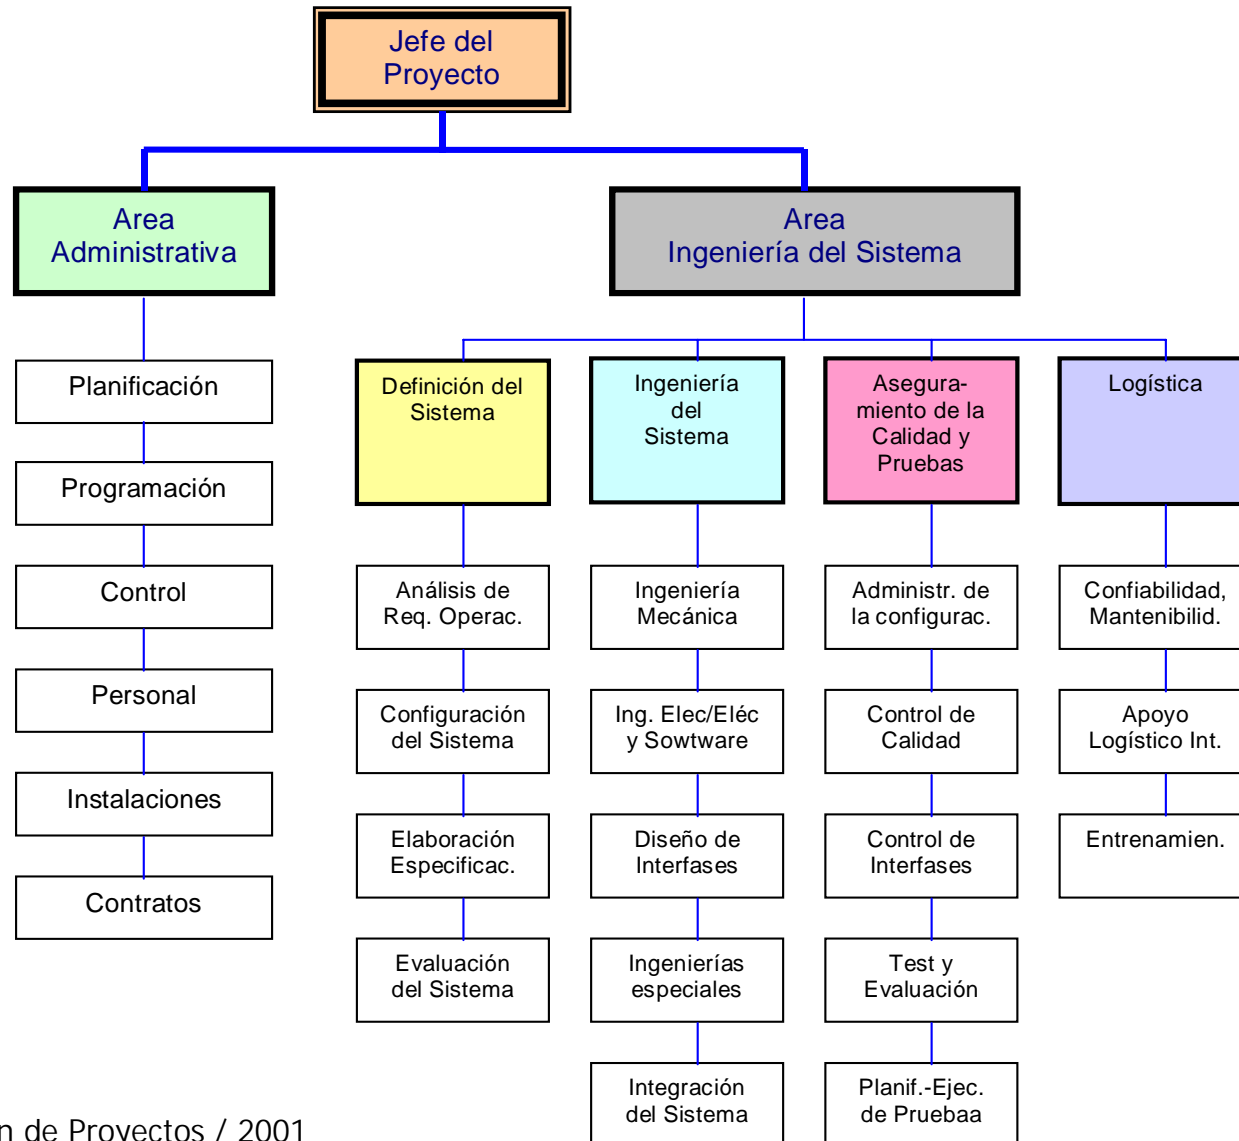 Jefe del
Proyecto
Area
Administrativa
Area
Ingeniería del Sistema
Planificación
Programación
Control
Personal
Instalaciones
Contratos
Definición del
Sistema
Análisis de
Req. Operac.
Configuración
del Sistema
Elaboración
Especificac.
Evaluación
del Sistema
Ingeniería
del
Sistema
Ingeniería
Mecánica
Ing. Elec/Eléc
y Sowtware
Diseño de
Interfases
Ingenierías
especiales
Integración
del Sistema
Asegura-
miento de la
Calidad y
Pruebas
Administr. de
la configurac.
Control de
Calidad
Control de
Interfases
Test y
Evaluación
Planif.-Ejec.
de Pruebaa
Logística
Confiabilidad,
Mantenibilid.
Apoyo
Logístico Int.
Entrenamien.
n de Proyectos / 2001